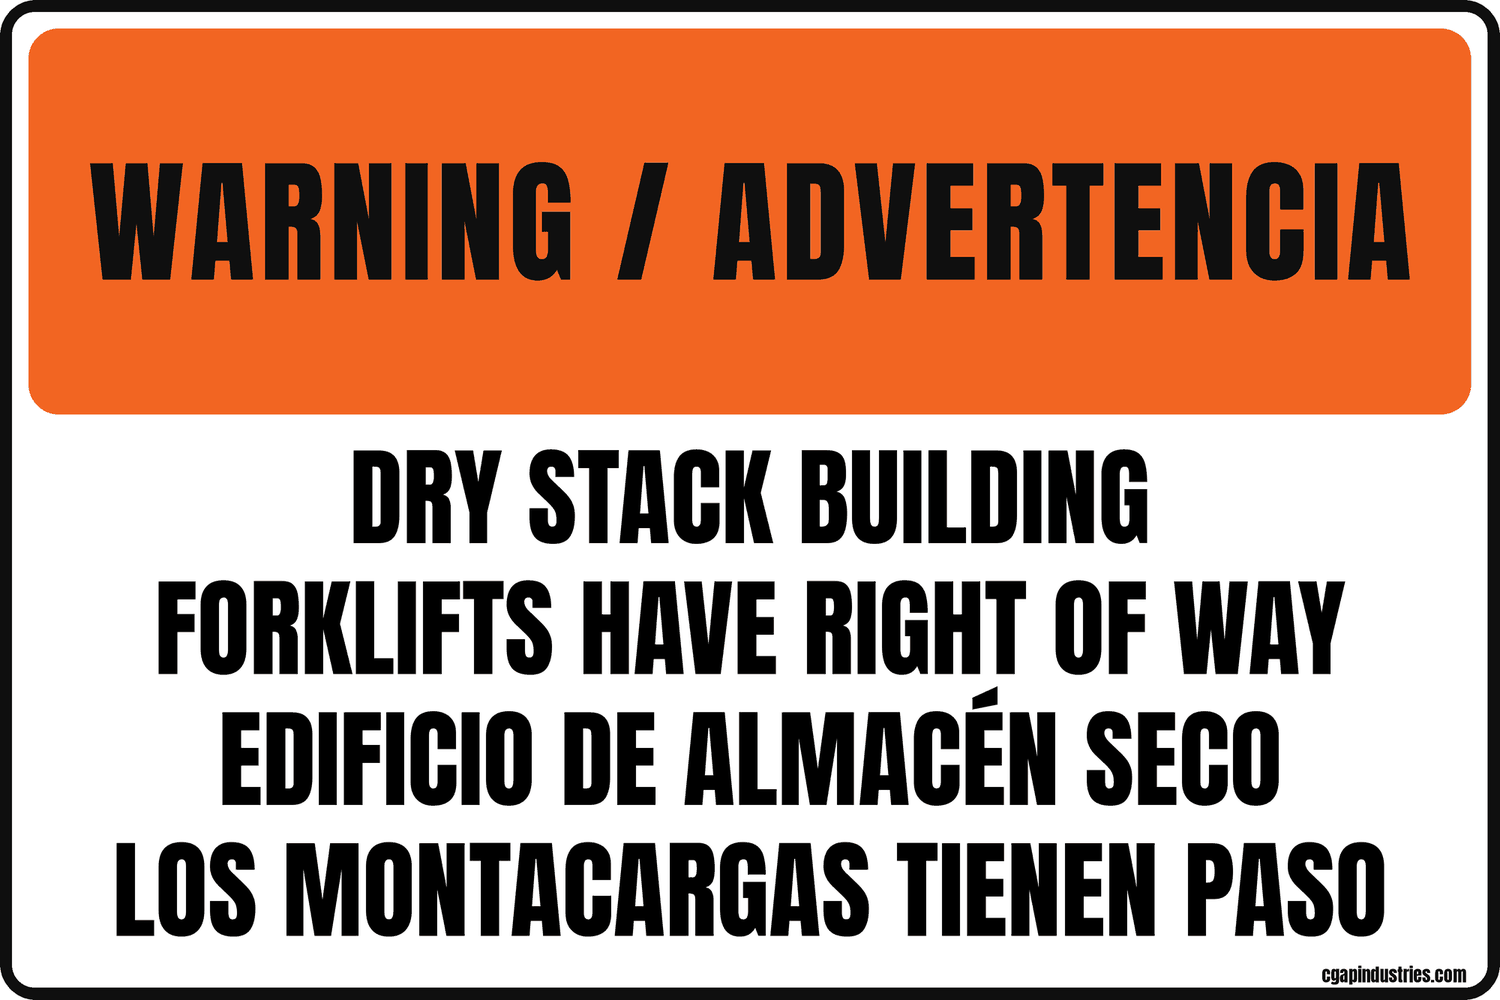 WARNING / ADVERTENCIA
DRY STACK BUILDING
FORKLIFTS HAVE RIGHT OF WAY
EDIFICIO DE ALMACÉN SECO
LOS MONTACARGAS TIENEN PASO
cgapindustries.com